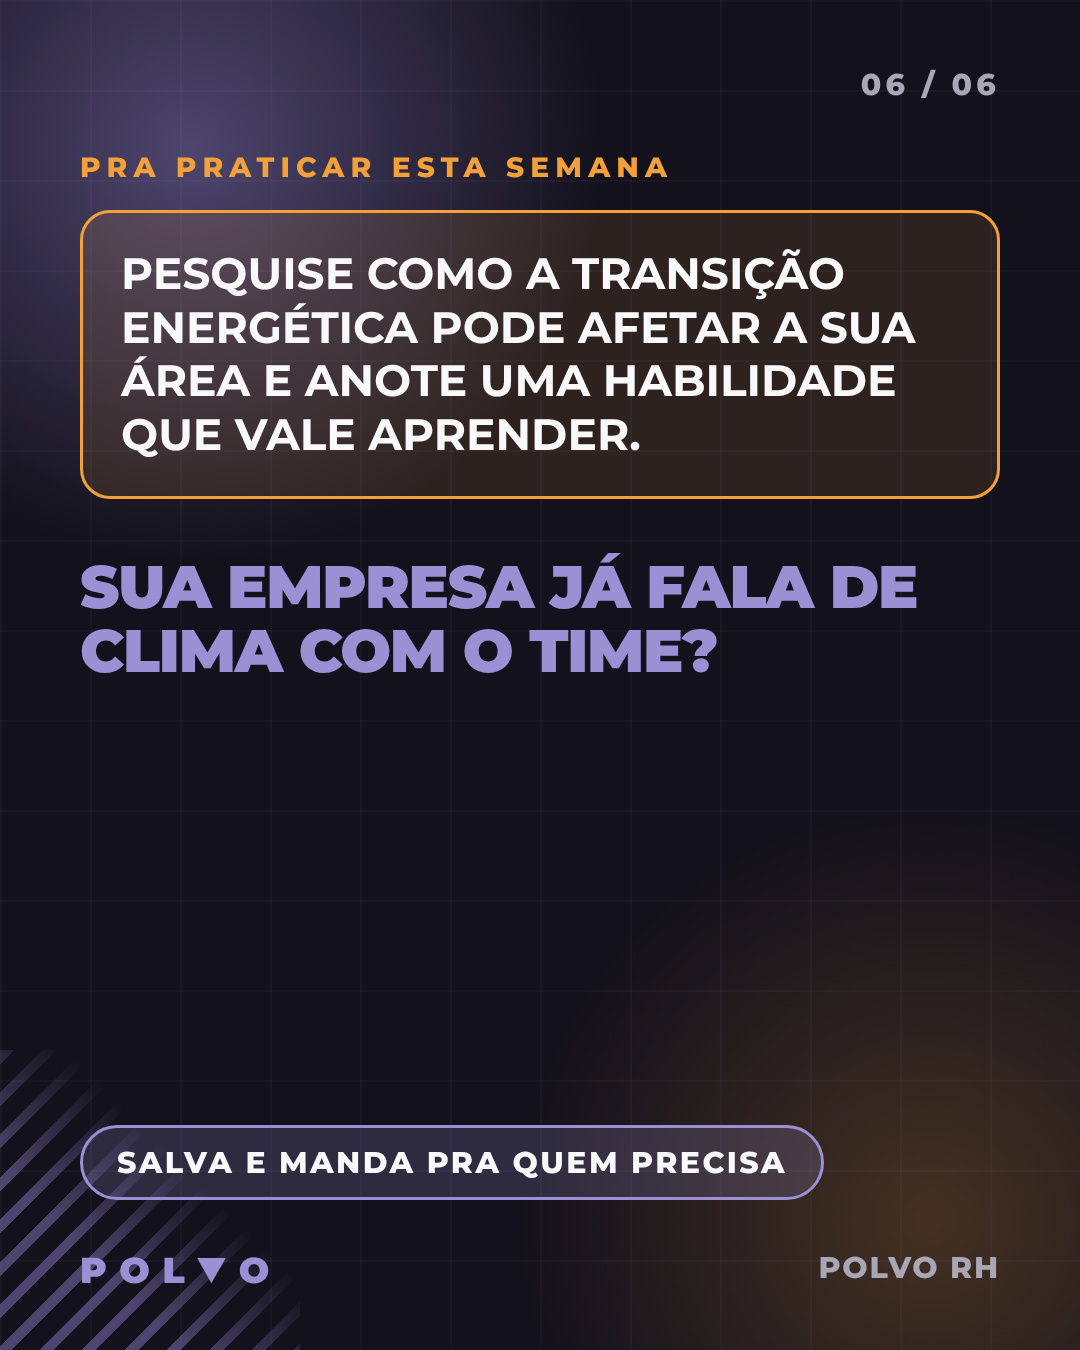 06 / 06
PRA PRATICAR ESTA SEMANA
PESQUISE COMO A TRANSIÇÃO
ENERGÉTICA PODE AFETAR A SUA
ÁREA E ANOTE UMA HABILIDADE
QUE VALE APRENDER.
SUA EMPRESA JÁ FALA DE
CLIMA COM O TIME?
SALVA E MANDA PRA QUEM PRECISA
POLVO
POLVO RH